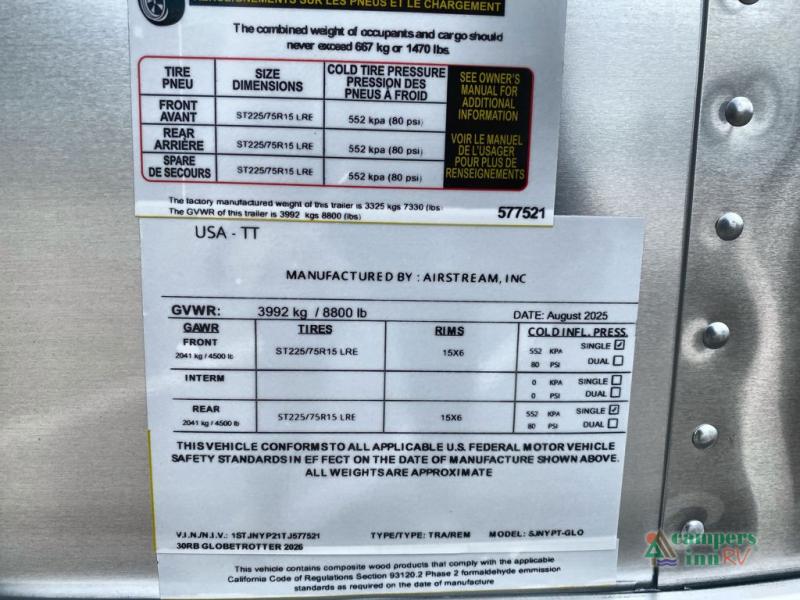 RENSEIGNEMENTS SUR LES PNEUS ET LE CHARGEMENT
The combined weight of occupants and cargo should
never exceed 667 kg or 1470 lbs.
TIRE PNEU
SIZE DIMENSIONS
COLD TIRE PRESSURE PRESSION DES PNEUS À FROID
SEE OWNER'S MANUAL FOR ADDITIONAL INFORMATION
VOIR LE MANUEL DE L'USAGER POUR PLUS DE RENSEIGNEMENTS
FRONT AVANT ST225/75R15 LRE 552 kpa (80 psi)
REAR ARRIÈRE ST225/75R15 LRE 552 kpa (80 psi)
SPARE DE SECOURS ST225/75R15 LRE 552 kpa (80 psi)
The factory manufactured weight of this trailer is 3325 kgs 7330 (lbs)
The GVWR of this trailer is 3992 kgs 8800 (lbs)
577521
USA - TT
MANUFACTURED BY : AIRSTREAM, INC
GVWR: 3992 kg / 8800 lb DATE: August 2025
GAWR TIRES RIMS COLD INFL. PRESS.
FRONT 2041 kg / 4500 lb ST225/75R15 LRE 15X6 552 KPA SINGLE ☑
80 PSI DUAL ☐
INTERM 0 KPA SINGLE ☐
0 PSI DUAL ☐
REAR 2041 kg / 4500 lb ST225/75R15 LRE 15X6 552 KPA SINGLE ☑
80 PSI DUAL ☐
THIS VEHICLE CONFORMS TO ALL APPLICABLE U.S. FEDERAL MOTOR VEHICLE
SAFETY STANDARDS IN EFFECT ON THE DATE OF MANUFACTURE SHOWN ABOVE.
ALL WEIGHTS ARE APPROXIMATE
V.I.N./N.I.V.: 1STJNYP21TJ577521 TYPE/TYPE: TRA/REM MODEL: SJNYPT-GLO
30RB GLOBETROTTER 2026
This vehicle contains composite wood products that comply with the applicable
California Code of Regulations Section 93120.2 Phase 2 formaldehyde emmission
standards as required on the date of manufacture
campers
inn RV